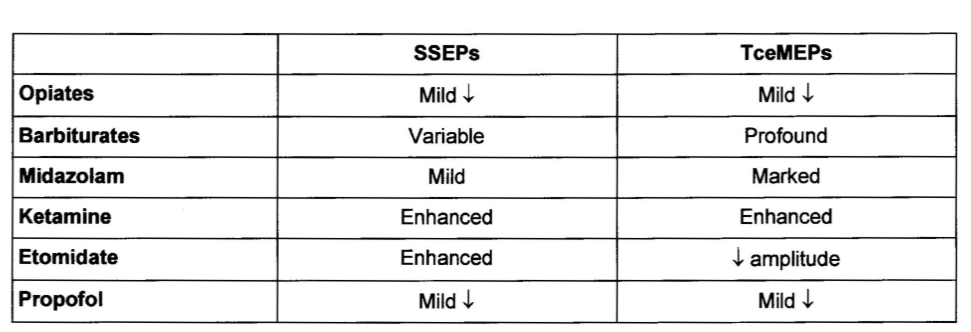 SSEPs TceMEPs
Opiates Mild ↓ Mild ↓
Barbiturates Variable Profound
Midazolam Mild Marked
Ketamine Enhanced Enhanced
Etomidate Enhanced ↓ amplitude
Propofol Mild ↓ Mild ↓